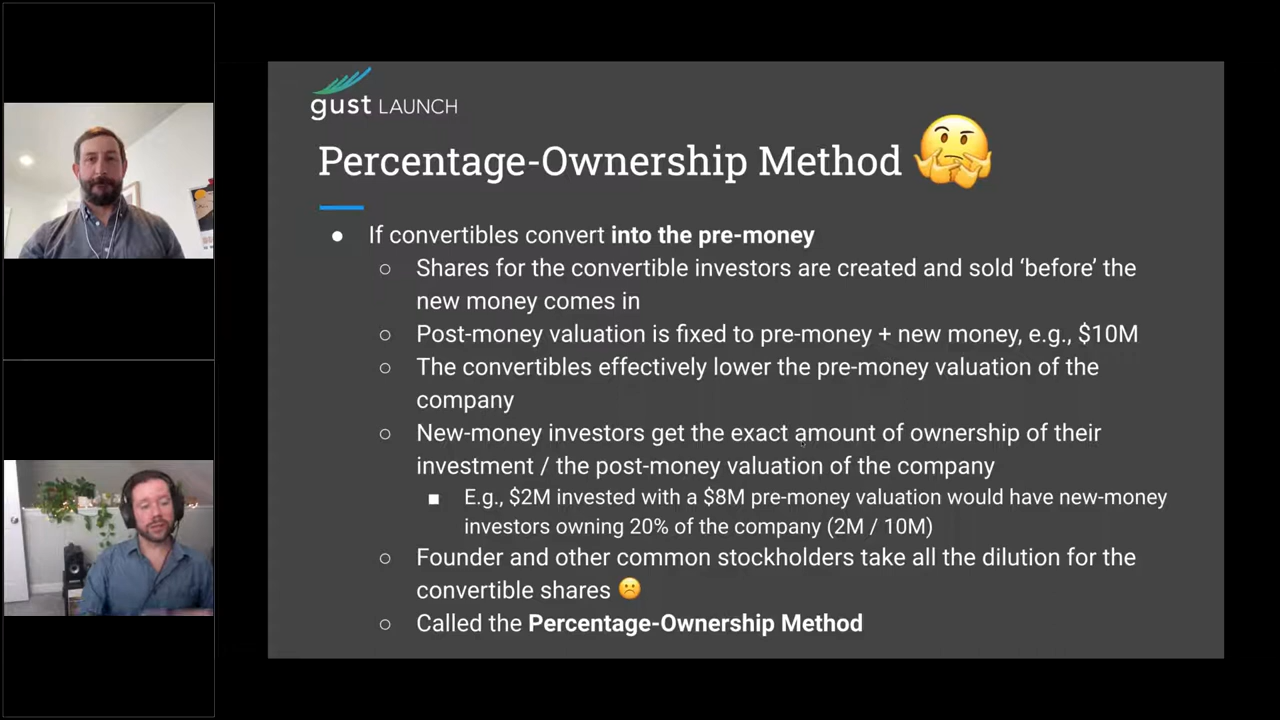 gust LAUNCH
Percentage-Ownership Method
If convertibles convert into the pre-money
Shares for the convertible investors are created and sold ‘before’ the
new money comes in
Post-money valuation is fixed to pre-money + new money, e.g., $10M
The convertibles effectively lower the pre-money valuation of the
company
New-money investors get the exact amount of ownership of their
investment / the post-money valuation of the company
E.g., $2M invested with a $8M pre-money valuation would have new-money
investors owning 20% of the company (2M / 10M)
Founder and other common stockholders take all the dilution for the
convertible shares
Called the Percentage-Ownership Method